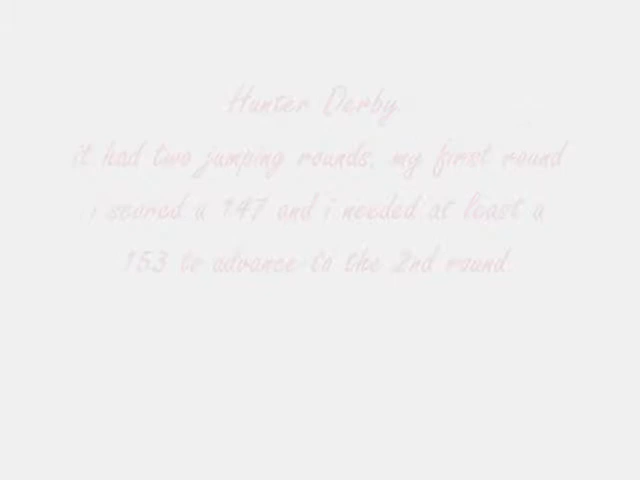 Hunter Derby
it had two jumping rounds. my first round
i scored a 147 and i needed at least a
153 to advance to the 2nd round